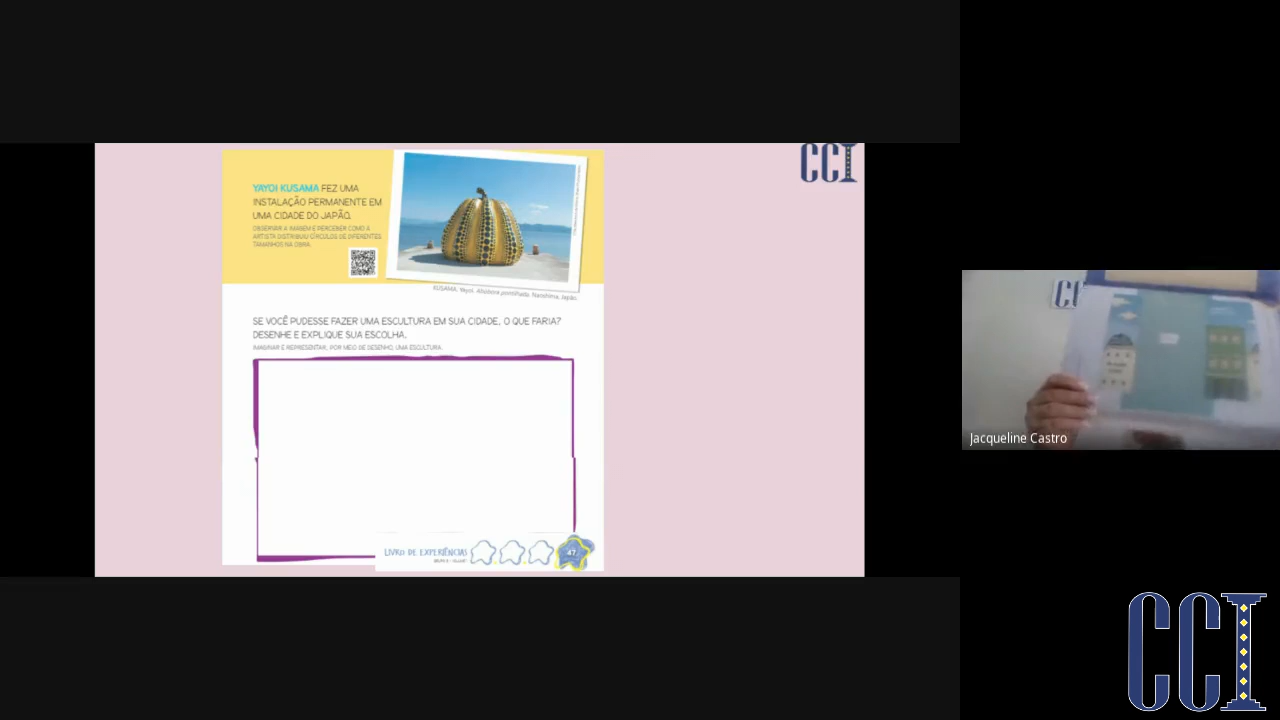 CCI
YAYOI KUSAMA FEZ UMA
INSTALAÇÃO PERMANENTE EM
UMA CIDADE DO JAPÃO.
OBSERVAR A IMAGEM E PERCEBER COMO A
ARTISTA DISTRIBUIU CÍRCULOS DE DIFERENTES
TAMANHOS NA OBRA.
KUSAMA, Yayoi. Abóbora pontilhada. Naoshima, Japão.
SE VOCÊ PUDESSE FAZER UMA ESCULTURA EM SUA CIDADE, O QUE FARIA?
DESENHE E EXPLIQUE SUA ESCOLHA.
IMAGINAR E REPRESENTAR, POR MEIO DE DESENHO, UMA ESCULTURA.
LIVRO DE EXPERIÊNCIAS
47
CCI
Jacqueline Castro
CCI